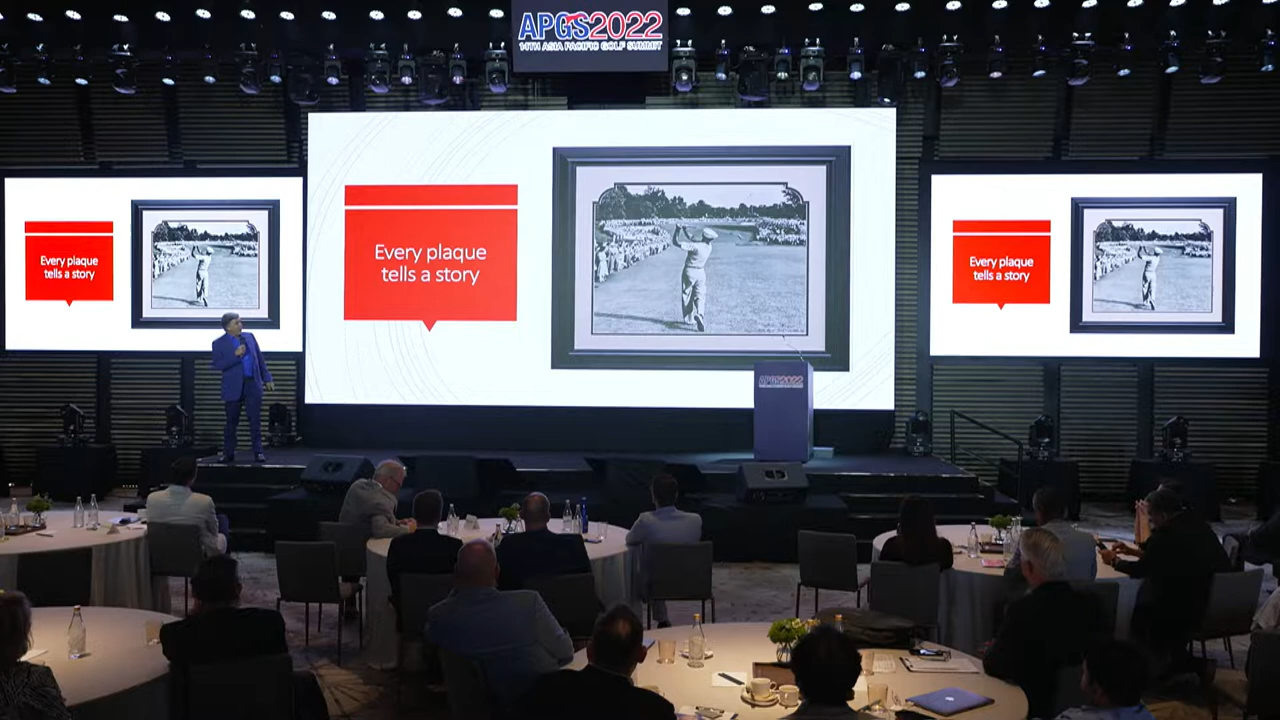 APGS2022
14TH ASIA PACIFIC GOLF SUMMIT
Every plaque
tells a story
Every plaque
tells a story
Every plaque
tells a story
APGS2022